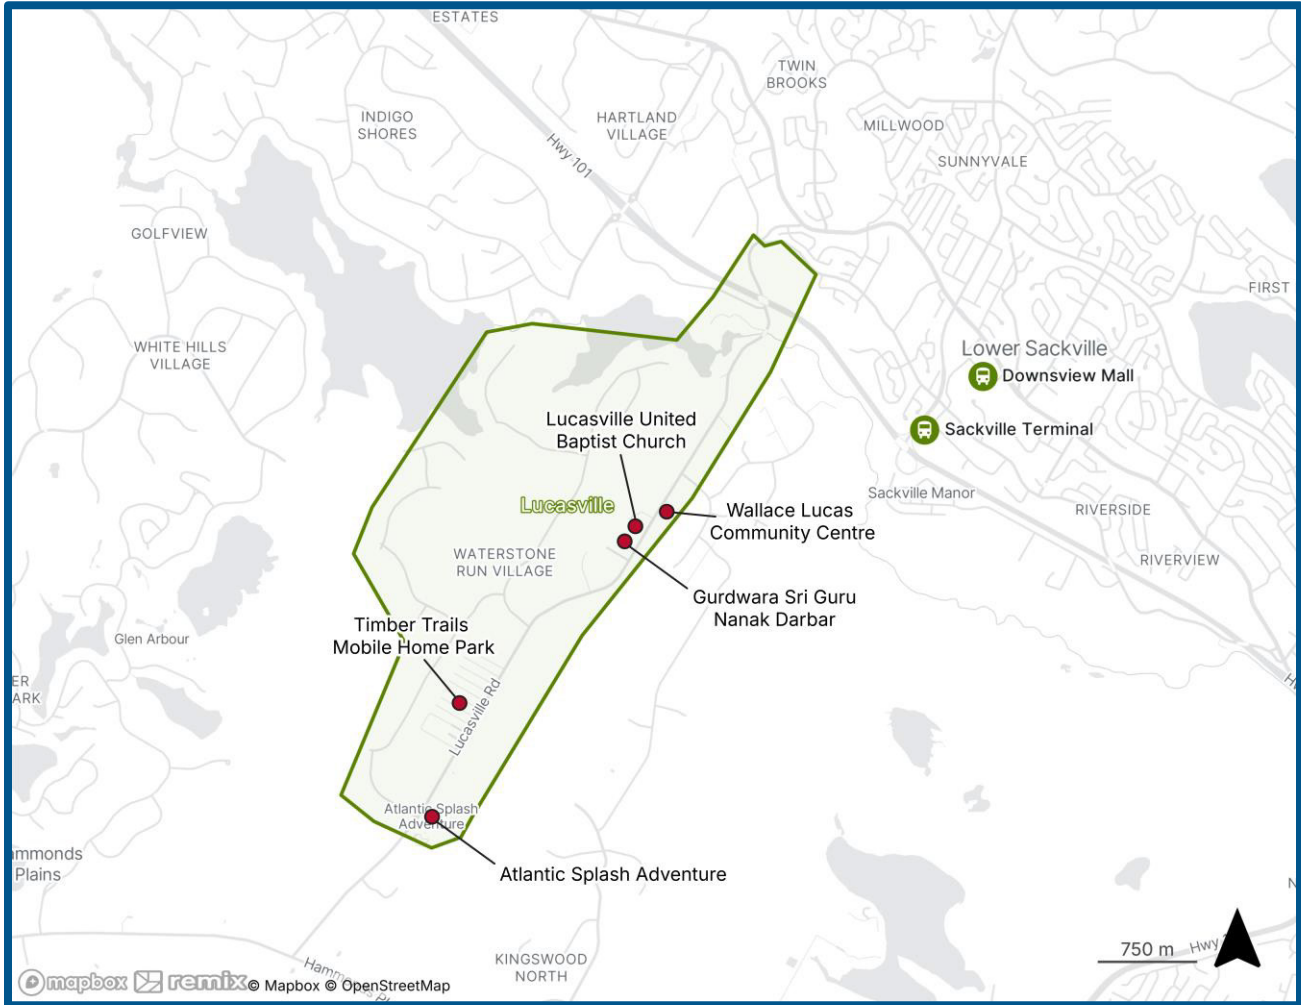 ESTATES
TWIN
BROOKS
INDIGO
SHORES
HARTLAND
VILLAGE
MILLWOOD
Hwy 101
SUNNYVALE
GOLFVIEW
FIRST
WHITE HILLS
VILLAGE
Lower Sackville
Downsview Mall
Lucasville United
Baptist Church
Sackville Terminal
Lucasville
Sackville Manor
Wallace Lucas
Community Centre
RIVERSIDE
WATERSTONE
RUN VILLAGE
RIVERVIEW
Gurdwara Sri Guru
Nanak Darbar
Timber Trails
Mobile Home Park
Glen Arbour
ER
ARK
Lucasville Rd
Atlantic Splash
Adventure
ammonds
Plains
Atlantic Splash Adventure
750 m
Hwy
KINGSWOOD
NORTH
mapbox remix © Mapbox © OpenStreetMap